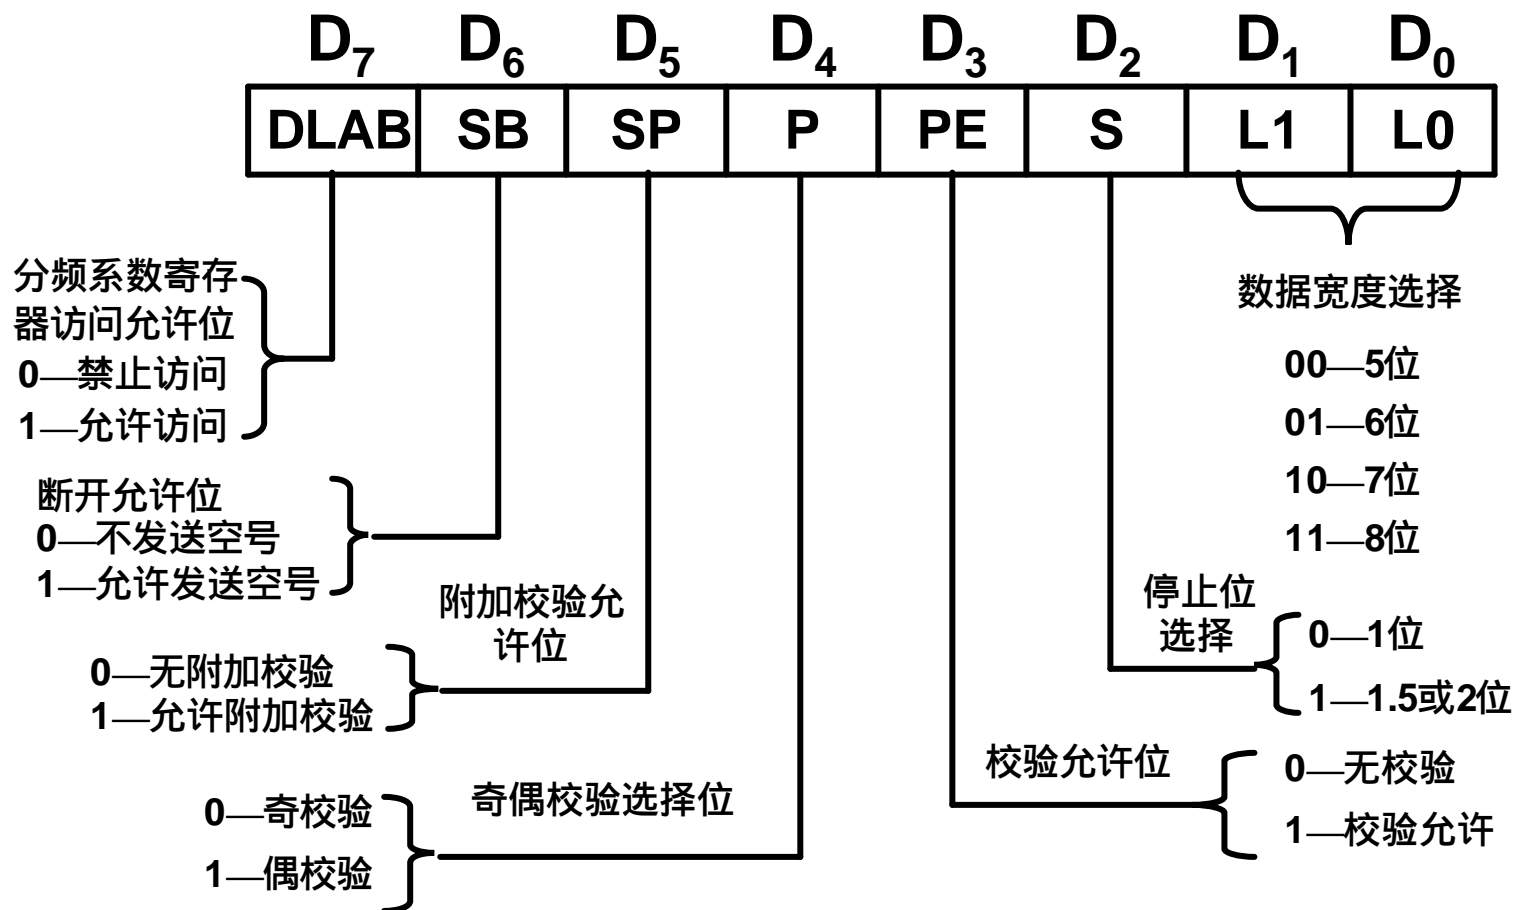 D7 D6 D5 D4 D3 D2 D1 D0
DLAB SB SP P PE S L1 L0
分频系数寄存
器访问允许位
0—禁止访问
1—允许访问
数据宽度选择
00—5位
01—6位
10—7位
11—8位
断开允许位
0—不发送空号
1—允许发送空号
附加校验允
许位
0—无附加校验
1—允许附加校验
停止位
选择
0—1位
1—1.5或2位
校验允许位
0—无校验
1—校验允许
奇偶校验选择位
0—奇校验
1—偶校验